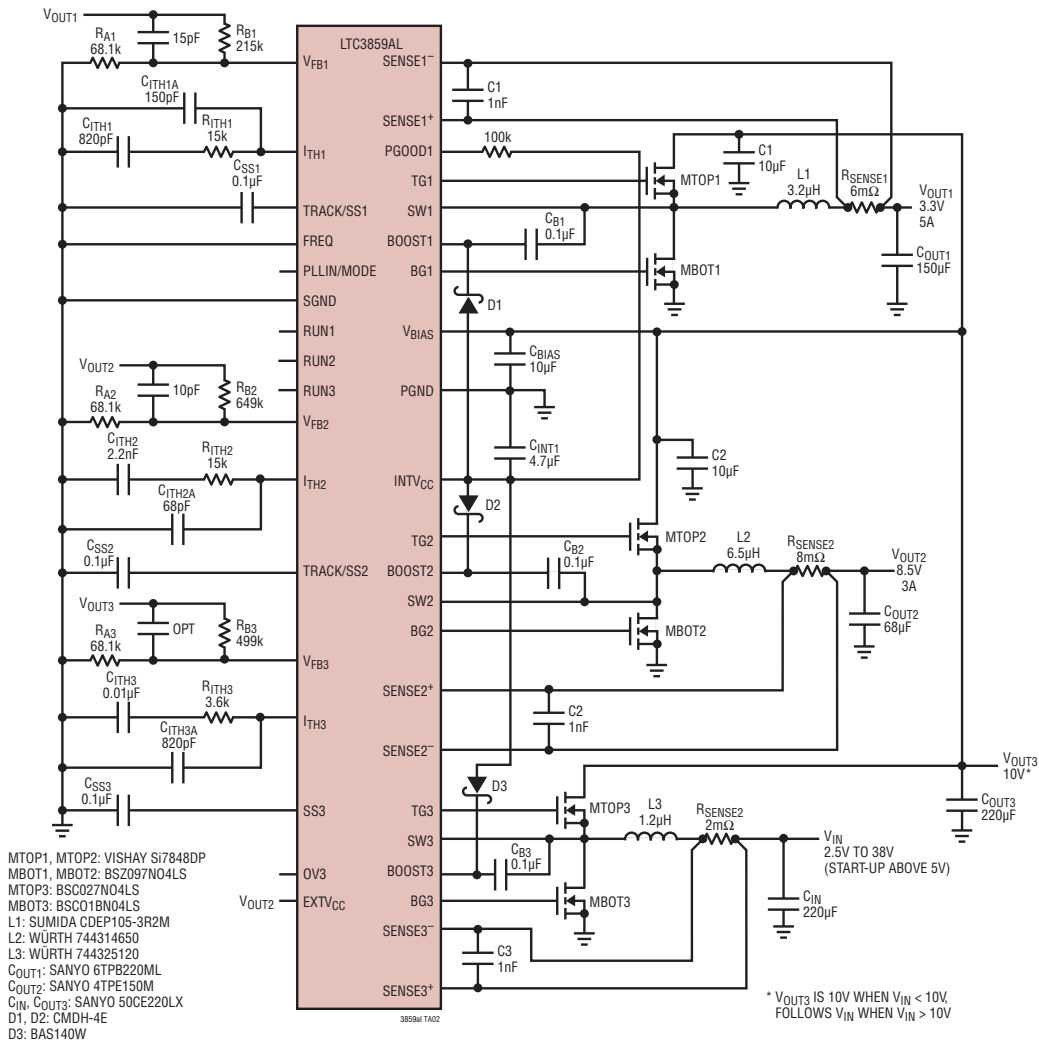 LTC3859AL
VOUT1
RA1
68.1k
15pF
RB1
215k
VFB1
CITH1A
150pF
CITH1
820pF
RITH1
15k
ITH1
CSS1
0.1µF
TRACK/SS1
FREQ
PLLIN/MODE
SGND
RUN1
RUN2
RUN3
VOUT2
RA2
68.1k
10pF
RB2
649k
VFB2
CITH2
2.2nF
RITH2
15k
ITH2
CITH2A
68pF
CSS2
0.1µF
TRACK/SS2
VOUT3
RA3
68.1k
OPT
RB3
499k
VFB3
CITH3
0.01µF
RITH3
3.6k
ITH3
CITH3A
820pF
CSS3
0.1µF
SS3
OV3
VOUT2
EXTVCC
SENSE1−
C1
1nF
SENSE1+
PGOOD1
100k
TG1
MTOP1
C1
10µF
L1
3.2µH
RSENSE1
6mΩ
VOUT1
3.3V
5A
SW1
CB1
0.1µF
BOOST1
BG1
MBOT1
COUT1
150µF
D1
VBIAS
CBIAS
10µF
PGND
CINT1
4.7µF
INTVCC
D2
C2
10µF
TG2
MTOP2
L2
6.5µH
RSENSE2
8mΩ
VOUT2
8.5V
3A
CB2
0.1µF
BOOST2
SW2
BG2
MBOT2
COUT2
68µF
SENSE2+
C2
1nF
SENSE2−
D3
VOUT3
10V*
COUT3
220µF
TG3
MTOP3
L3
1.2µH
RSENSE2
2mΩ
SW3
VIN
2.5V TO 38V
(START-UP ABOVE 5V)
CB3
0.1µF
BOOST3
BG3
MBOT3
CIN
220µF
SENSE3−
C3
1nF
SENSE3+
MTOP1, MTOP2: VISHAY Si7848DP
MBOT1, MBOT2: BSZ097NO4LS
MTOP3: BSC027NO4LS
MBOT3: BSCO1BN04LS
L1: SUMIDA CDEP105-3R2M
L2: WÜRTH 744314650
L3: WÜRTH 744325120
COUT1: SANYO 6TPB220ML
COUT2: SANYO 4TPE150M
CIN, COUT3: SANYO 50CE220LX
D1, D2: CMDH-4E
D3: BAS140W
3859al TA02
* VOUT3 IS 10V WHEN VIN < 10V,
FOLLOWS VIN WHEN VIN > 10V